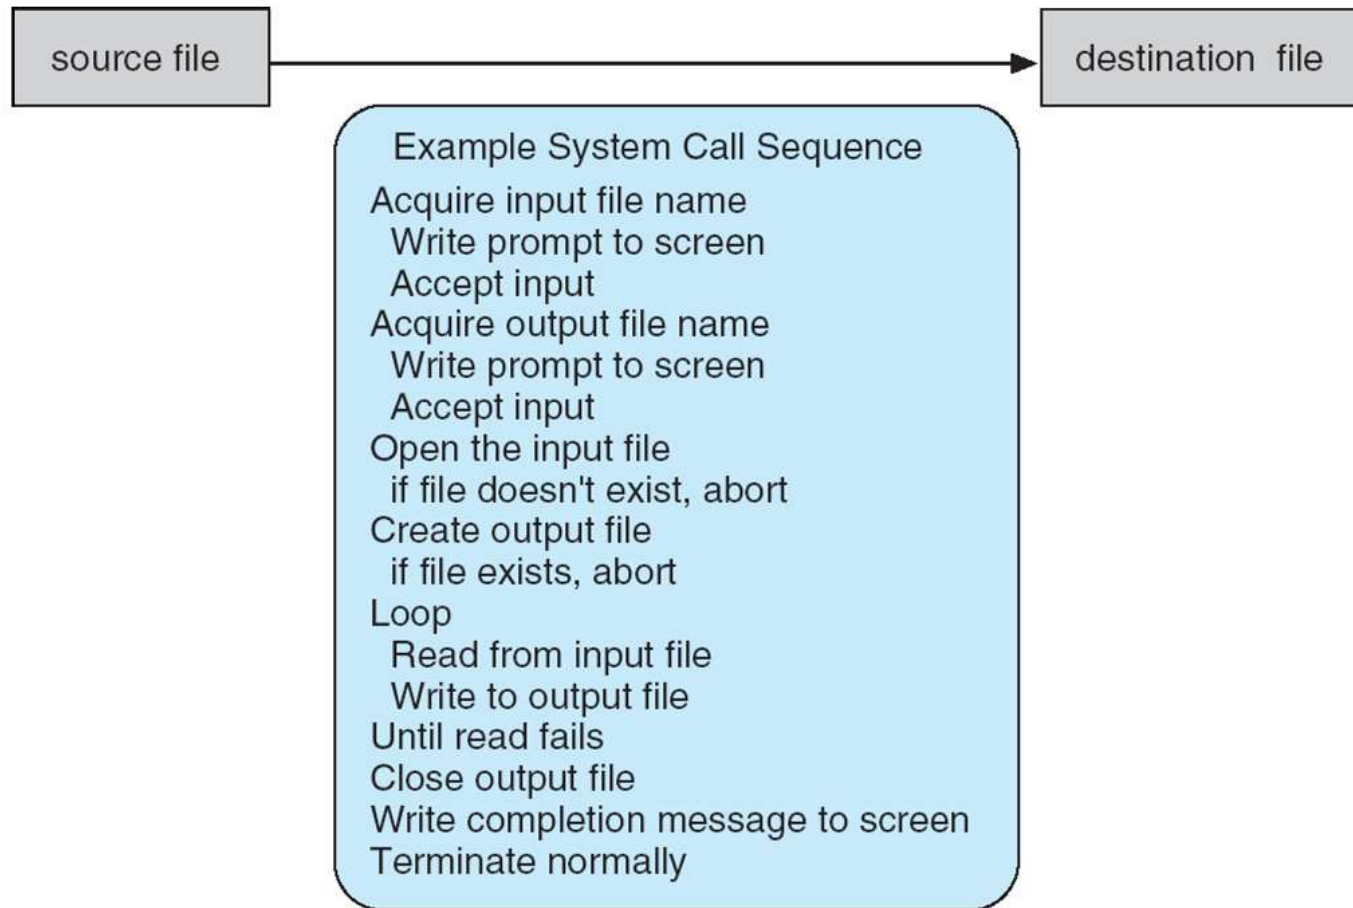 source file
destination file
Example System Call Sequence
Acquire input file name
Write prompt to screen
Accept input
Acquire output file name
Write prompt to screen
Accept input
Open the input file
if file doesn't exist, abort
Create output file
if file exists, abort
Loop
Read from input file
Write to output file
Until read fails
Close output file
Write completion message to screen
Terminate normally